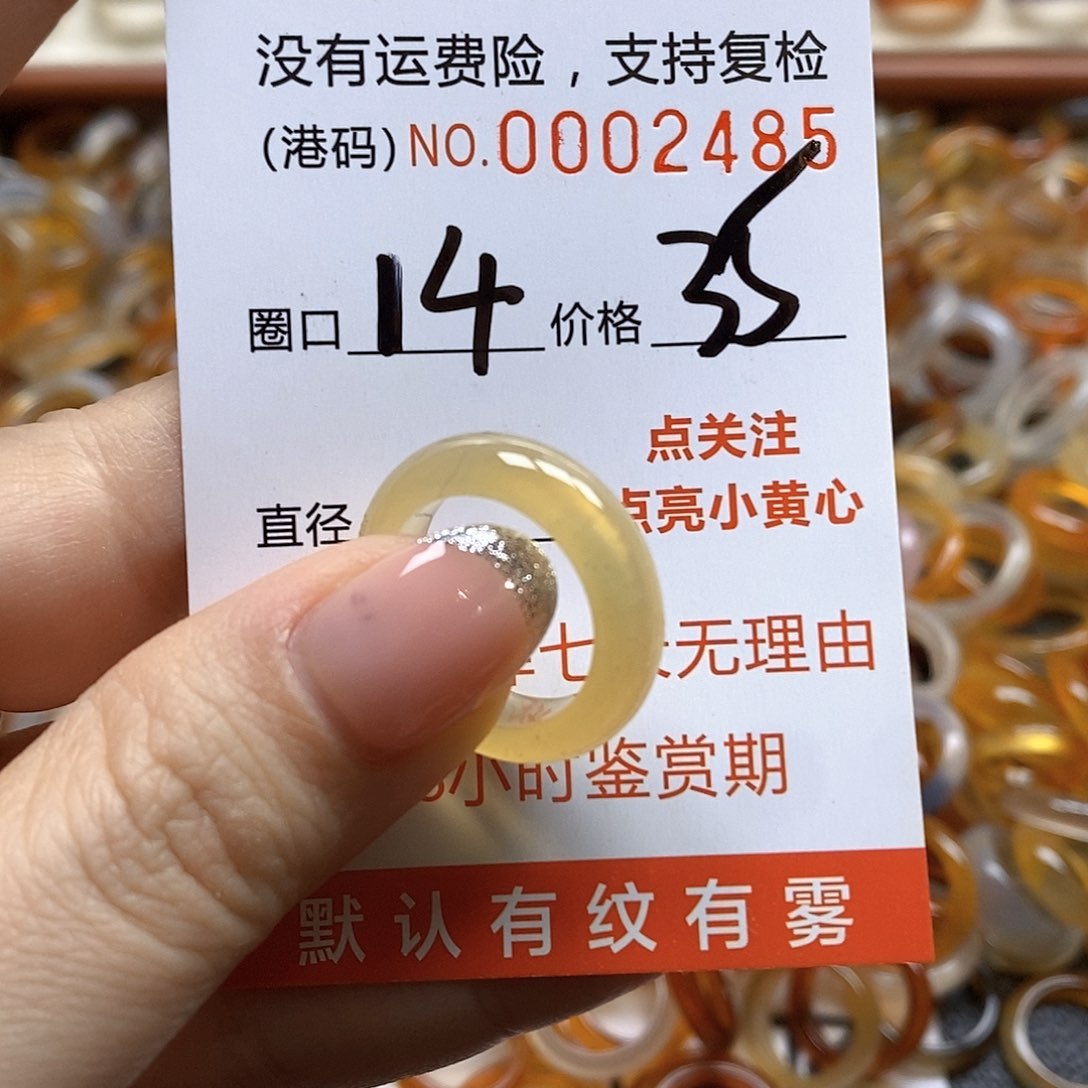 没有运费险，支持复检
(港码) NO.0002485
圈口 14 价格 35
点关注
直径 点亮小黄心
七天无理由
小时鉴赏期
默认有纹有雾